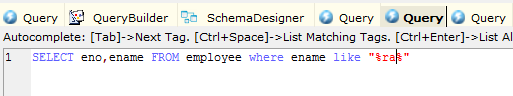 Query QueryBuilder SchemaDesigner Query Query Query
Autocomplete: [Tab]->Next Tag. [Ctrl+Space]->List Matching Tags. [Ctrl+Enter]->List Al
1 SELECT eno,ename FROM employee where ename like "%ra%"